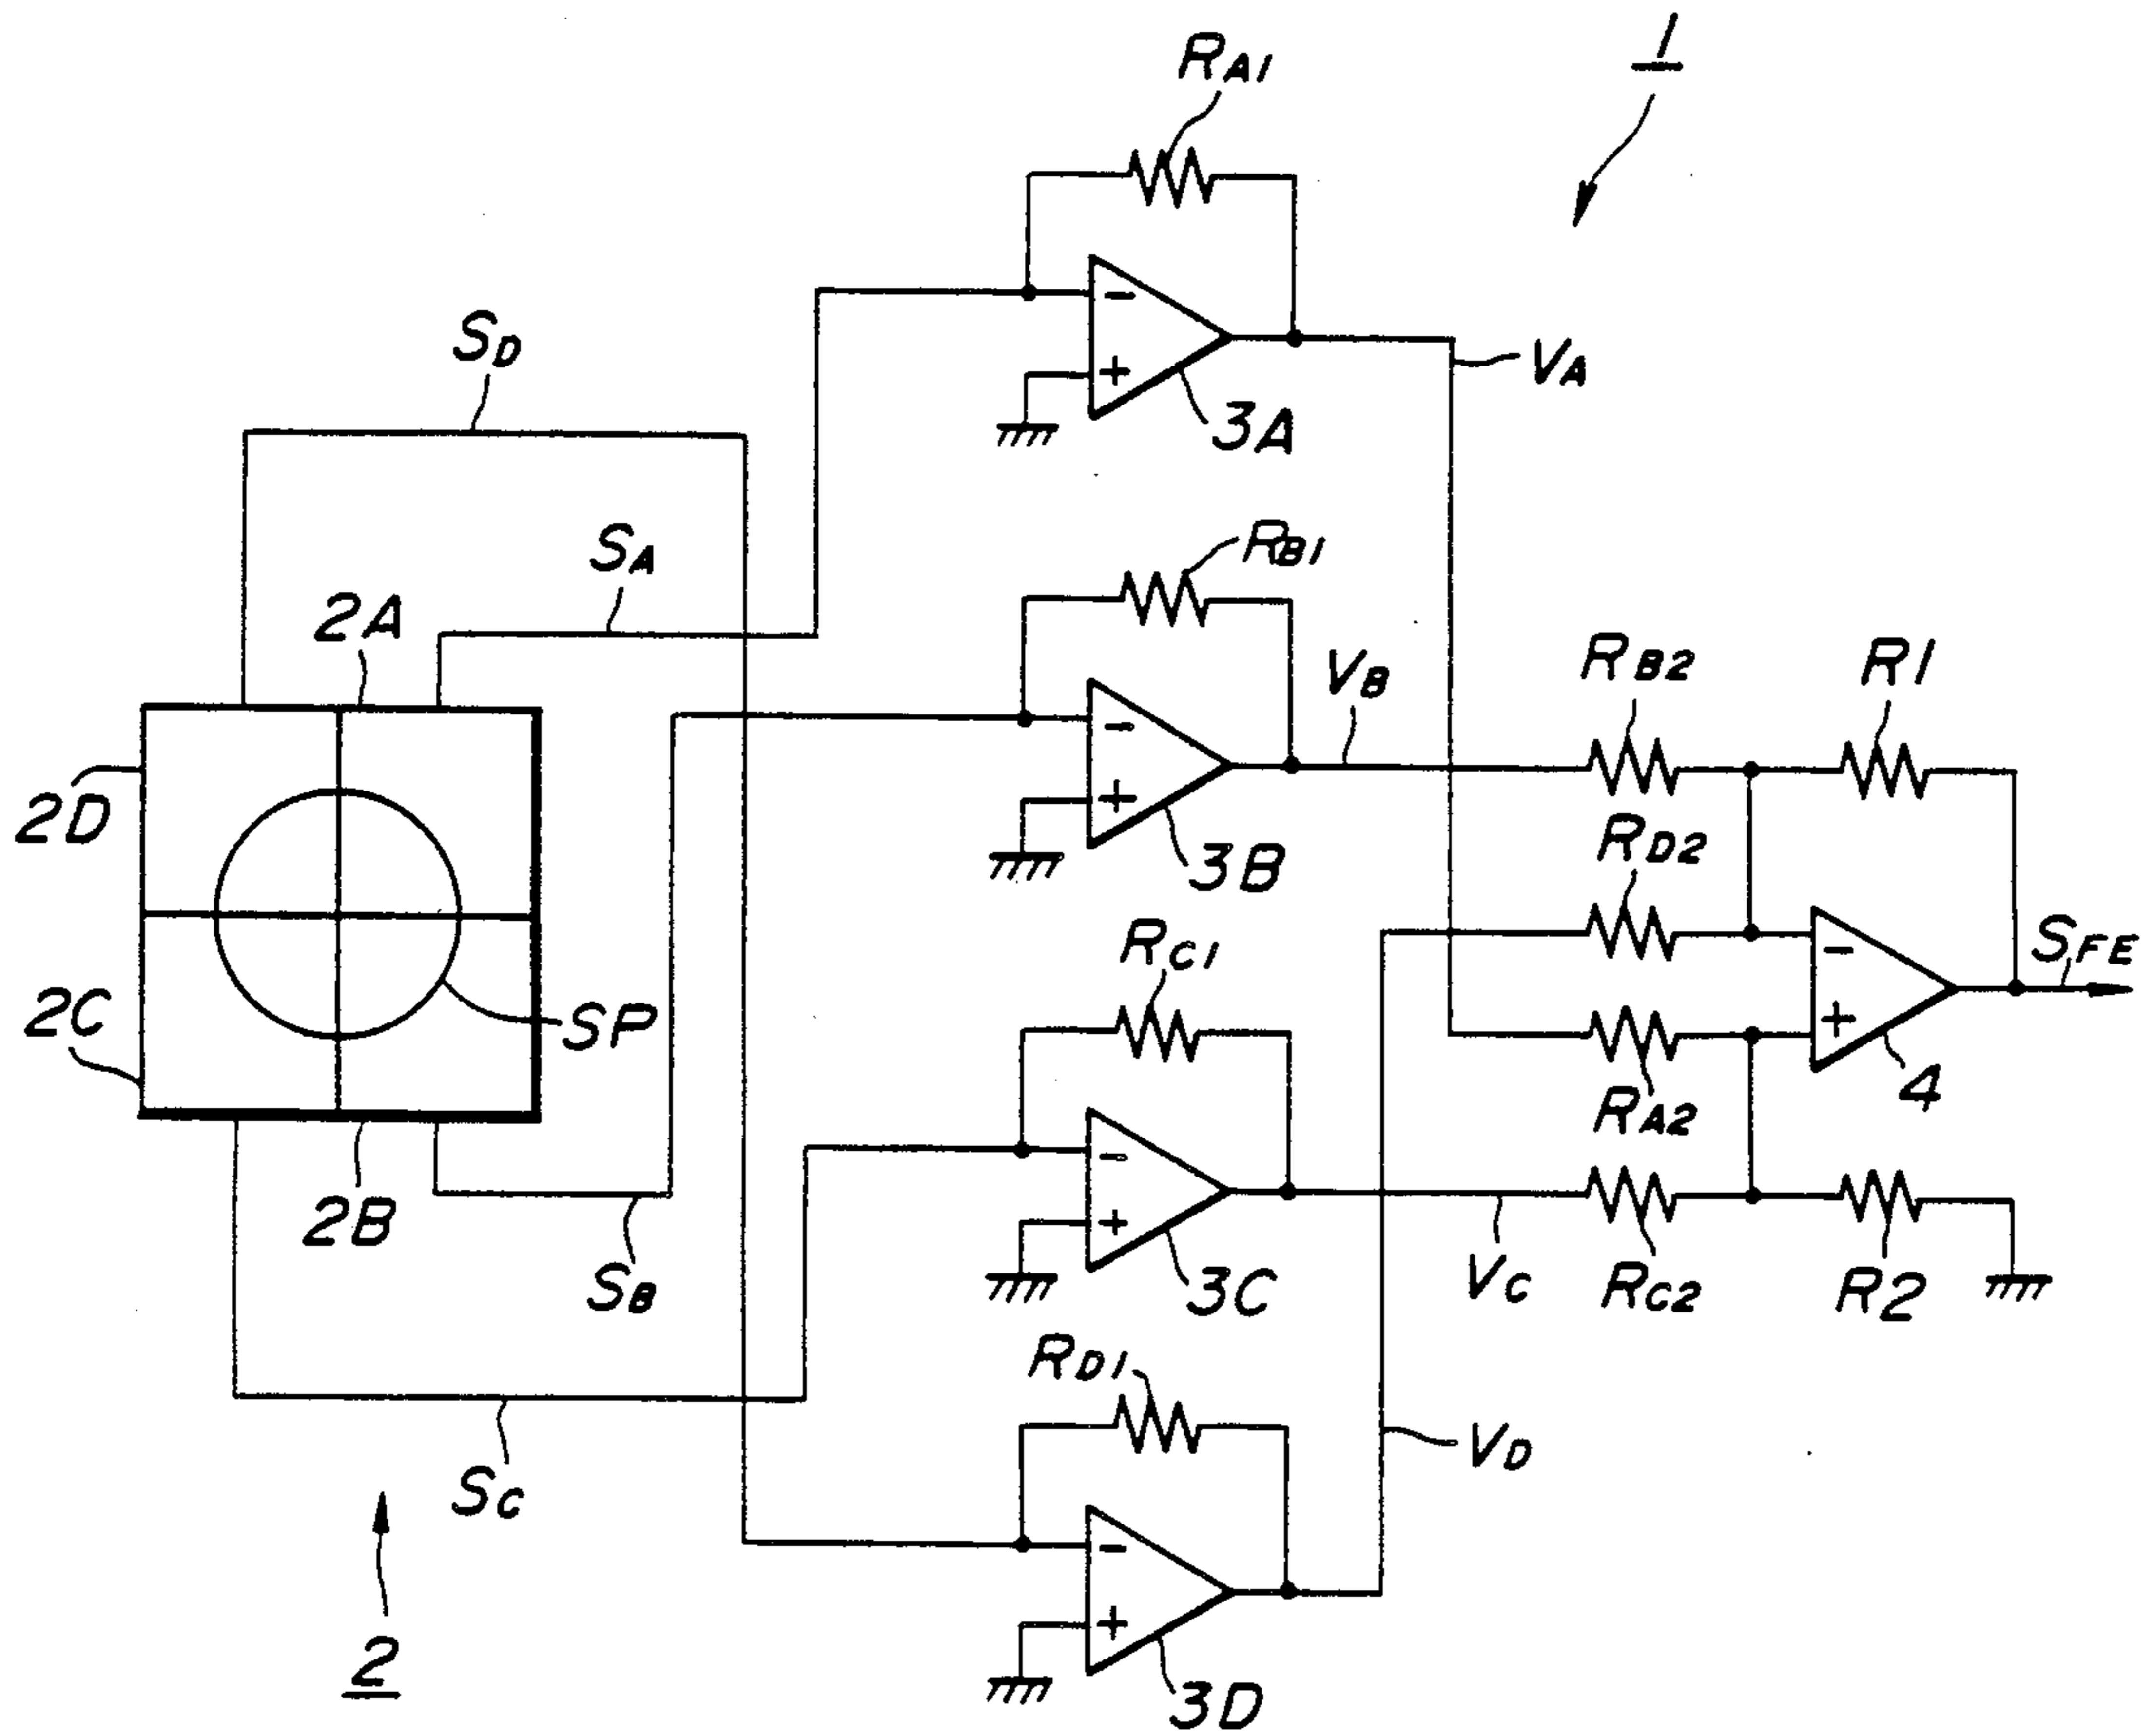 1
RA1
SD
VA
3A
SA
RB1
2A
VB
RB2
R1
2D
RD2
3B
RC1
SFE
2C
SP
4
RA2
2B
SB
3C
VC
RC2
R2
RD1
VD
SC
2
3D
-
+
-
+
-
+
-
+
-
+